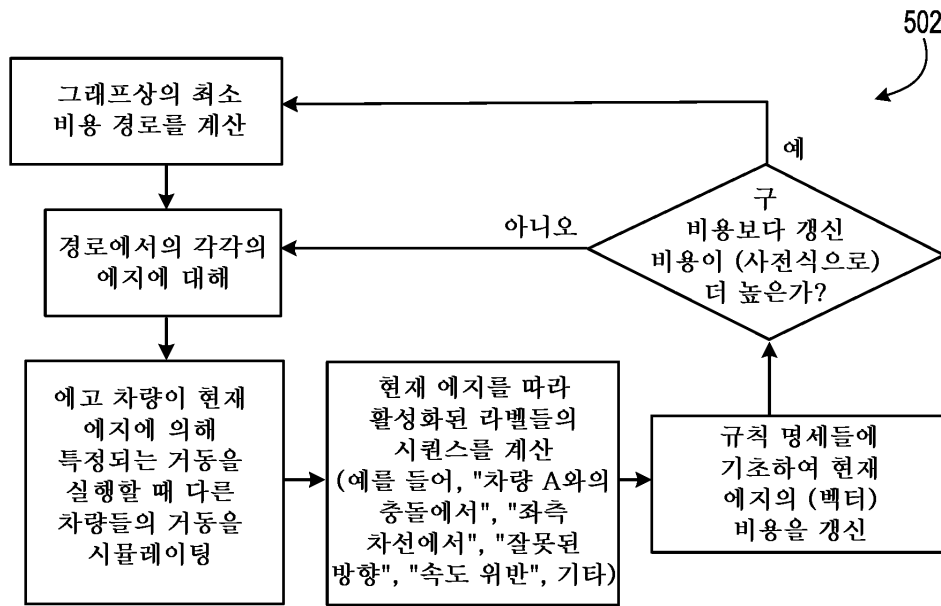 502
그래프상의 최소
비용 경로를 계산
예
구
비용보다 갱신
비용이 (사전식으로)
더 높은가?
아니오
경로에서의 각각의
에지에 대해
에고 차량이 현재
에지에 의해
특정되는 거동을
실행할 때 다른
차량들의 거동을
시뮬레이팅
현재 에지를 따라
활성화된 라벨들의
시퀀스를 계산
(예를 들어, "차량 A와의
충돌에서", "좌측
차선에서", "잘못된
방향", "속도 위반", 기타)
규칙 명세들에
기초하여 현재
에지의 (벡터)
비용을 갱신